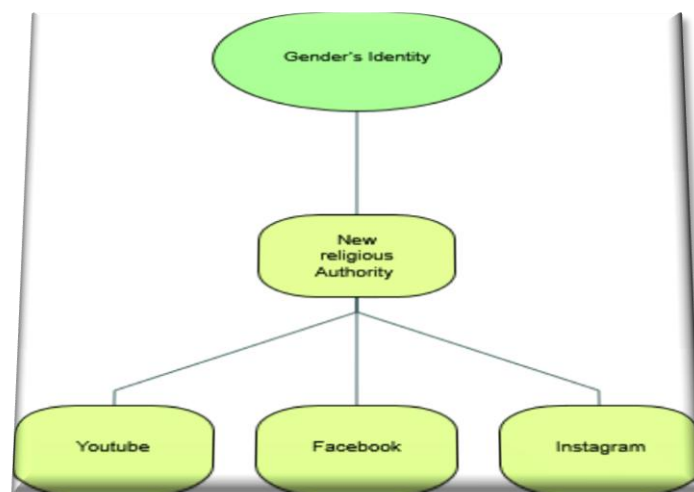 Gender's Identity
New
religious
Authority
Youtube
Facebook
Instagram